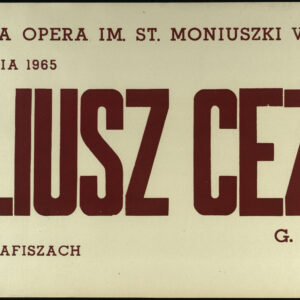 A OPERA IM. ST. MONIUSZKI
IA 1965
LIUSZ CEZ
G.
AFISZACH